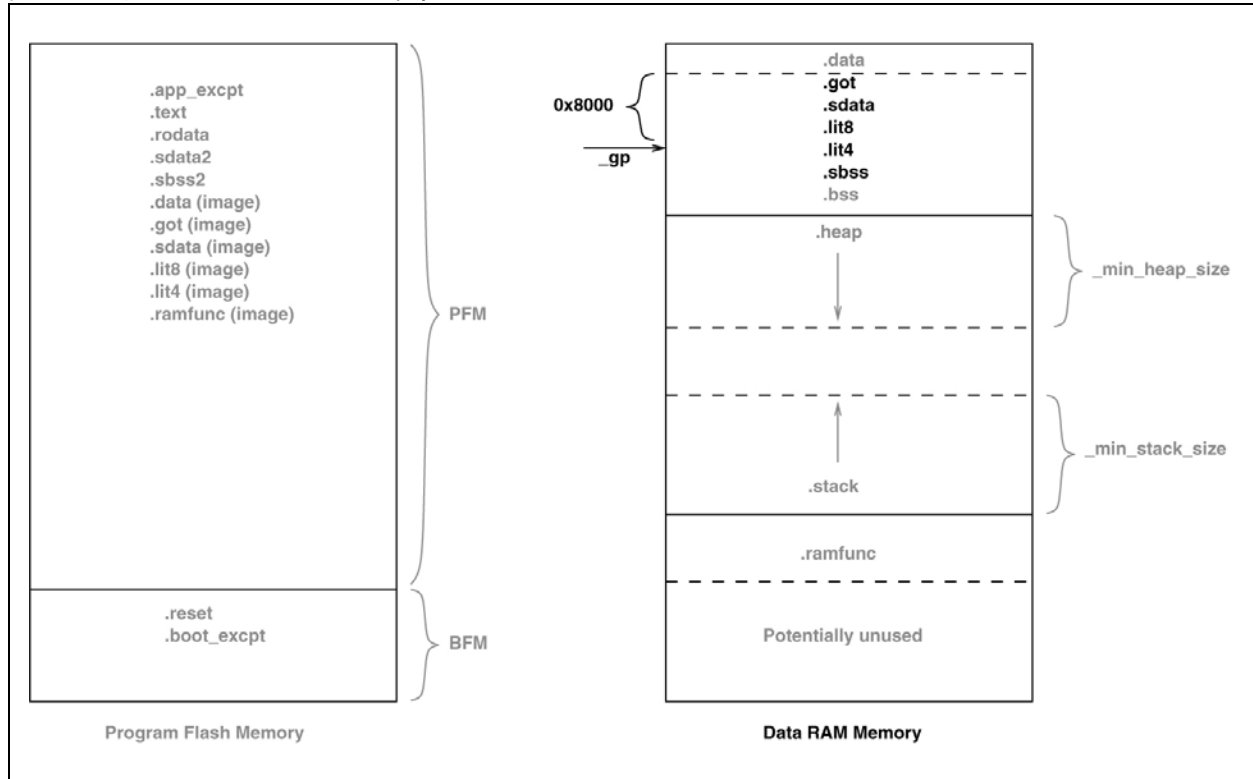 .app_excpt
.text
.rodata
.sdata2
.sbss2
.data (image)
.got (image)
.sdata (image)
.lit8 (image)
.lit4 (image)
.ramfunc (image)
PFM
.reset
.boot_excpt
BFM
Program Flash Memory
.data
.got
.sdata
.lit8
.lit4
.sbss
.bss
0x8000
_gp
.heap
_min_heap_size
_min_stack_size
.stack
.ramfunc
Potentially unused
Data RAM Memory